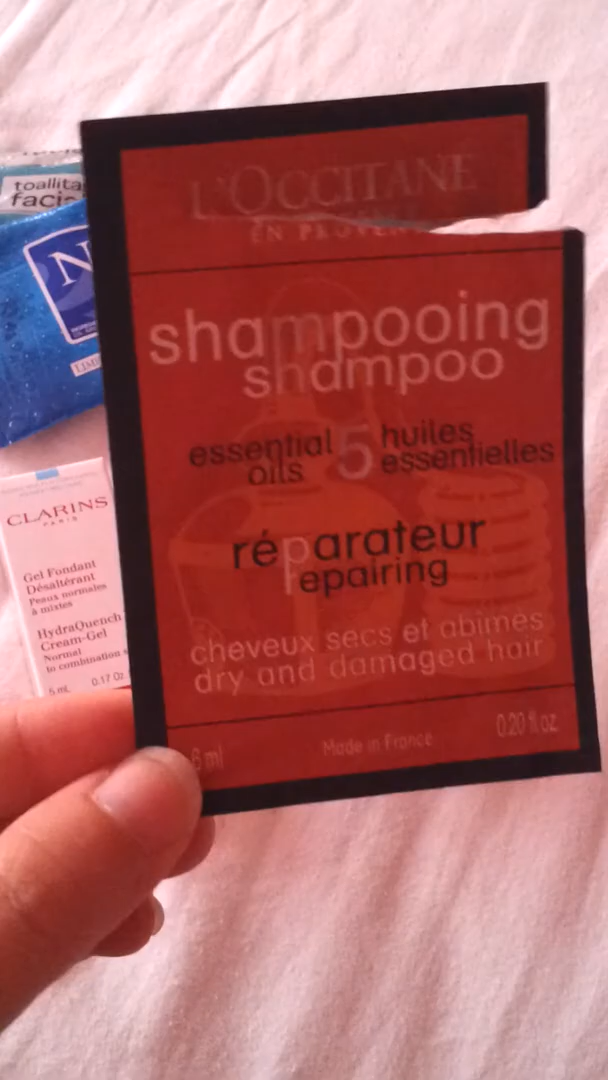 L'OCCITANE
EN PROVENCE
shampooing
shampoo
essential
oils
5
huiles
essentielles
réparateur
repairing
cheveux secs et abîmés
dry and damaged hair
6 ml
Made in France
0.20 fl.oz
toallita
facia
N
CLARINS
PARIS
Gel Fondant
Désaltérant
Peaux normales
à mixtes
HydraQuench
Cream-Gel
Normal
to combination s
5 mL
0.17 Oz